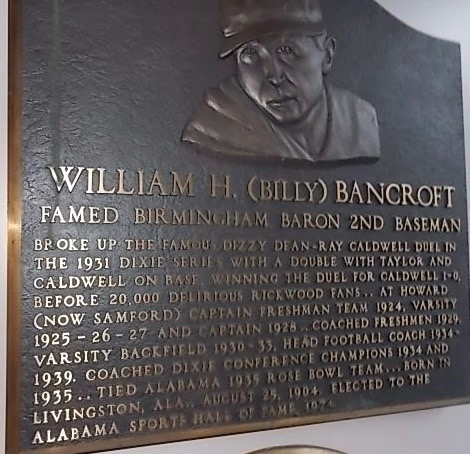 WILLIAM H. (BILLY) BANCROFT
FAMED BIRMINGHAM BARON 2ND BASEMAN
BROKE UP THE FAMOUS DIZZY DEAN-RAY CALDWELL DUEL IN
THE 1931 DIXIE SERIES WITH A DOUBLE WITH TAYLOR AND
CALDWELL ON BASE, WINNING THE DUEL FOR CALDWELL 1-0,
BEFORE 20,000 DELIRIOUS RICKWOOD FANS.. AT HOWARD
(NOW SAMFORD) CAPTAIN FRESHMAN TEAM 1924, VARSITY
1925-26-27 AND CAPTAIN 1928.. COACHED FRESHMEN 1929,
VARSITY BACKFIELD 1930-33, HEAD FOOTBALL COACH 1934-
1939. COACHED DIXIE CONFERENCE CHAMPIONS 1934 AND
1935.. TIED ALABAMA 1935 ROSE BOWL TEAM... BORN IN
LIVINGSTON, ALA., AUGUST 25, 1904. ELECTED TO THE
ALABAMA SPORTS HALL OF FAME, 1974